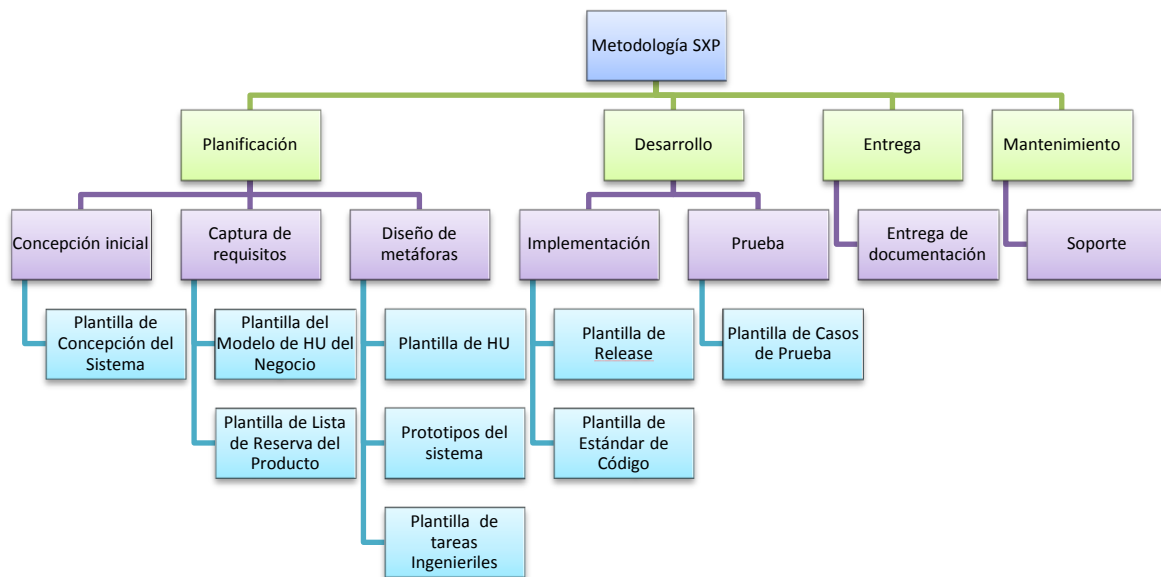 Metodología SXP
Planificación
Desarrollo
Entrega
Mantenimiento
Concepción inicial
Captura de
requisitos
Diseño de
metáforas
Implementación
Prueba
Entrega de
documentación
Soporte
Plantilla de
Concepción del
Sistema
Plantilla del
Modelo de HU del
Negocio
Plantilla de HU
Plantilla de
Release
Plantilla de Casos
de Prueba
Plantilla de Lista
de Reserva del
Producto
Prototipos del
sistema
Plantilla de
Estándar de
Código
Plantilla de
tareas
Ingenieriles